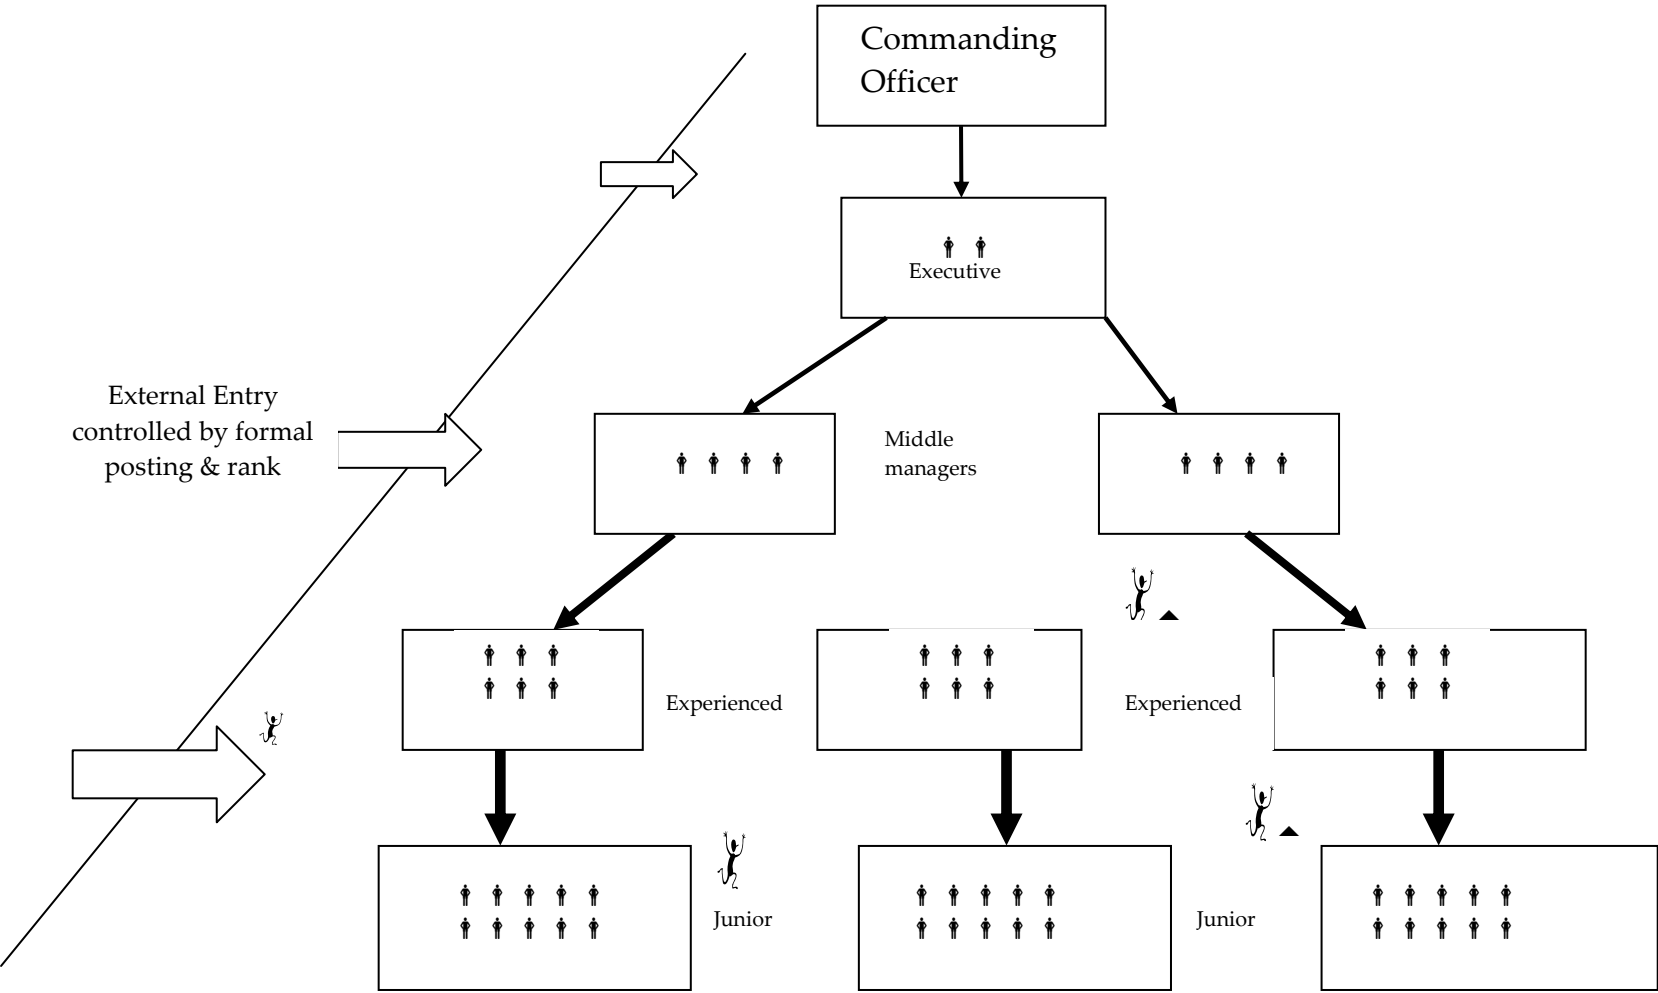 Commanding
Officer
Executive
External Entry
controlled by formal
posting & rank
Middle
managers
Experienced
Experienced
Junior
Junior